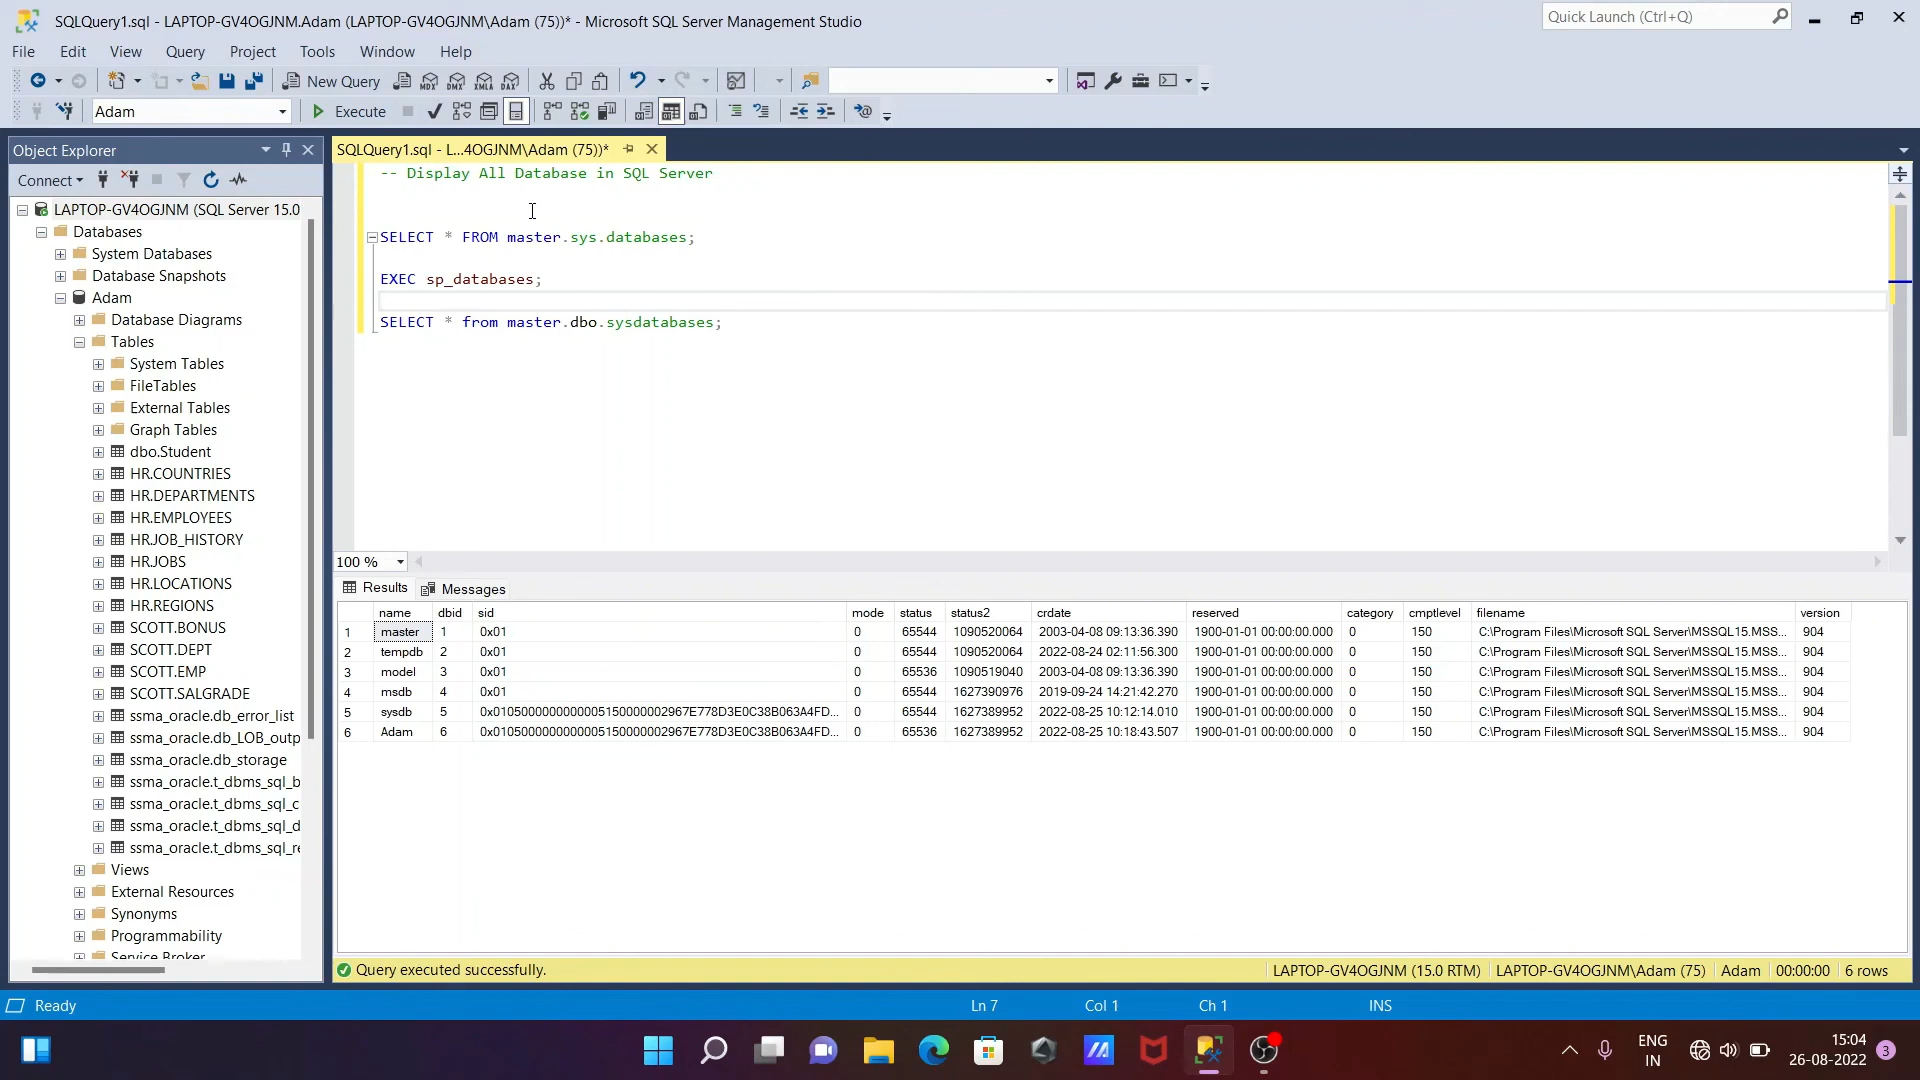 SQLQuery1.sql - LAPTOP-GV4OGJNM.Adam (LAPTOP-GV4OGJNM\Adam (75))* - Microsoft SQL Server Management Studio
Quick Launch (Ctrl+Q)
File Edit View Query Project Tools Window Help
New Query
Adam
Execute
Object Explorer
Connect
LAPTOP-GV4OGJNM (SQL Server 15.0
Databases
System Databases
Database Snapshots
Adam
Database Diagrams
Tables
System Tables
FileTables
External Tables
Graph Tables
dbo.Student
HR.COUNTRIES
HR.DEPARTMENTS
HR.EMPLOYEES
HR.JOB_HISTORY
HR.JOBS
HR.LOCATIONS
HR.REGIONS
SCOTT.BONUS
SCOTT.DEPT
SCOTT.EMP
SCOTT.SALGRADE
ssma_oracle.db_error_list
ssma_oracle.db_LOB_outp
ssma_oracle.db_storage
ssma_oracle.t_dbms_sql_b
ssma_oracle.t_dbms_sql_c
ssma_oracle.t_dbms_sql_d
ssma_oracle.t_dbms_sql_re
Views
External Resources
Synonyms
Programmability
Service Broker
SQLQuery1.sql - L...4OGJNM\Adam (75))*
-- Display All Database in SQL Server
SELECT * FROM master.sys.databases;
EXEC sp_databases;
SELECT * from master.dbo.sysdatabases;
100 %
Results Messages
name dbid sid mode status status2 crdate reserved category cmptlevel filename version
1 master 1 0x01 0 65544 1090520064 2003-04-08 09:13:36.390 1900-01-01 00:00:00.000 0 150 C:\Program Files\Microsoft SQL Server\MSSQL15.MSS... 904
2 tempdb 2 0x01 0 65544 1090520064 2022-08-24 02:11:56.300 1900-01-01 00:00:00.000 0 150 C:\Program Files\Microsoft SQL Server\MSSQL15.MSS... 904
3 model 3 0x01 0 65536 1090519040 2003-04-08 09:13:36.390 1900-01-01 00:00:00.000 0 150 C:\Program Files\Microsoft SQL Server\MSSQL15.MSS... 904
4 msdb 4 0x01 0 65544 1627390976 2019-09-24 14:21:42.270 1900-01-01 00:00:00.000 0 150 C:\Program Files\Microsoft SQL Server\MSSQL15.MSS... 904
5 sysdb 5 0x0105000000000005150000002967E778D3E0C38B063A4FD... 0 65544 1627389952 2022-08-25 10:12:14.010 1900-01-01 00:00:00.000 0 150 C:\Program Files\Microsoft SQL Server\MSSQL15.MSS... 904
6 Adam 6 0x0105000000000005150000002967E778D3E0C38B063A4FD... 0 65536 1627389952 2022-08-25 10:18:43.507 1900-01-01 00:00:00.000 0 150 C:\Program Files\Microsoft SQL Server\MSSQL15.MSS... 904
Query executed successfully. LAPTOP-GV4OGJNM (15.0 RTM) LAPTOP-GV4OGJNM\Adam (75) Adam 00:00:00 6 rows
Ready Ln 7 Col 1 Ch 1 INS
ENG
IN
15:04
26-08-2022
3